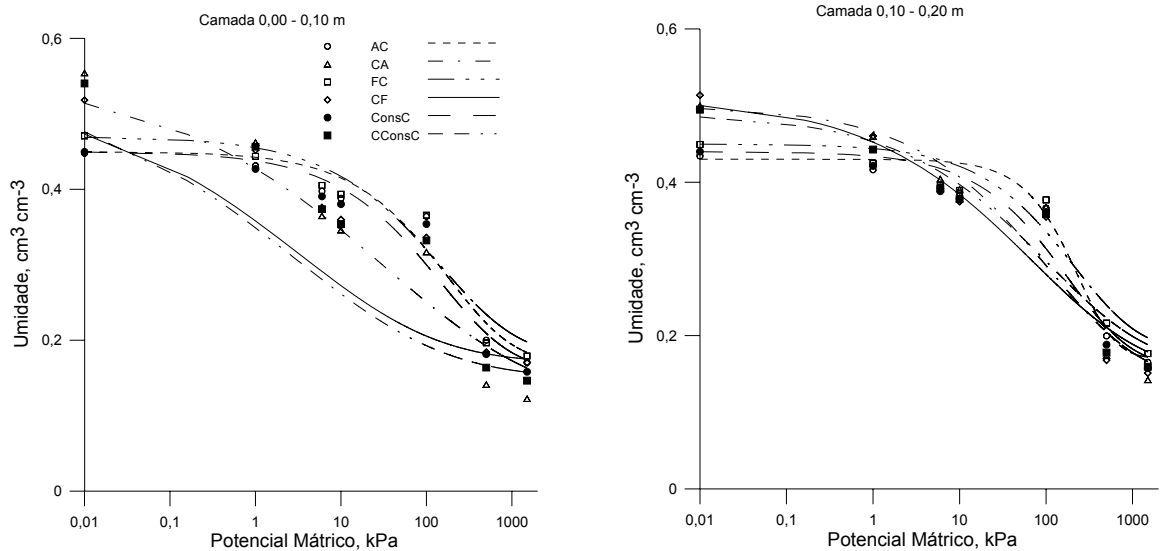 Camada 0,00 - 0,10 m
0,6
0,4
0,2
0
Umidade, cm3 cm-3
AC
CA
FC
CF
ConsC
CConsC
0,01 0,1 1 10 100 1000
Potencial Mátrico, kPa
Camada 0,10 - 0,20 m
0,6
0,4
0,2
0
Umidade, cm3 cm-3
0,01 0,1 1 10 100 1000
Potencial Mátrico, kPa